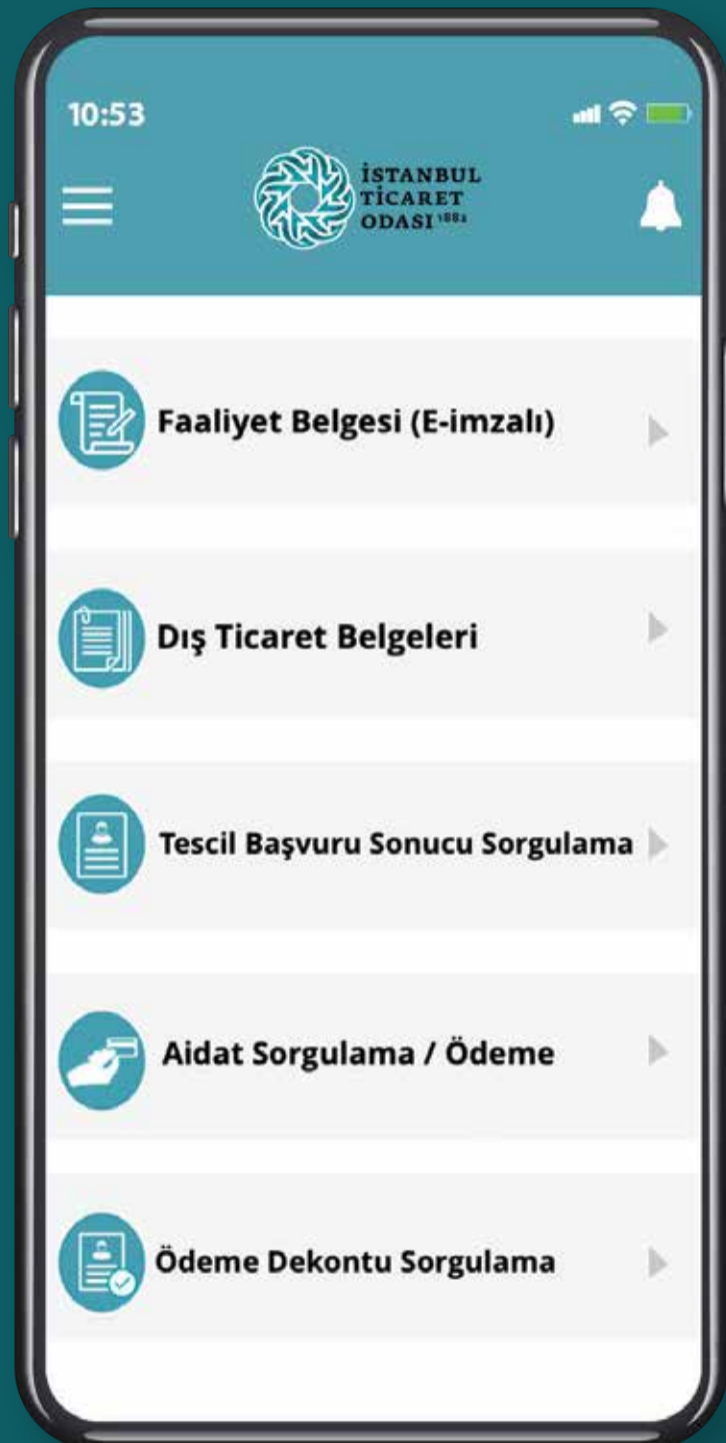 10:53
İSTANBUL
TİCARET
ODASI 1882
Faaliyet Belgesi (E-imzalı)
Dış Ticaret Belgeleri
Tescil Başvuru Sonucu Sorgulama
Aidat Sorgulama / Ödeme
Ödeme Dekontu Sorgulama